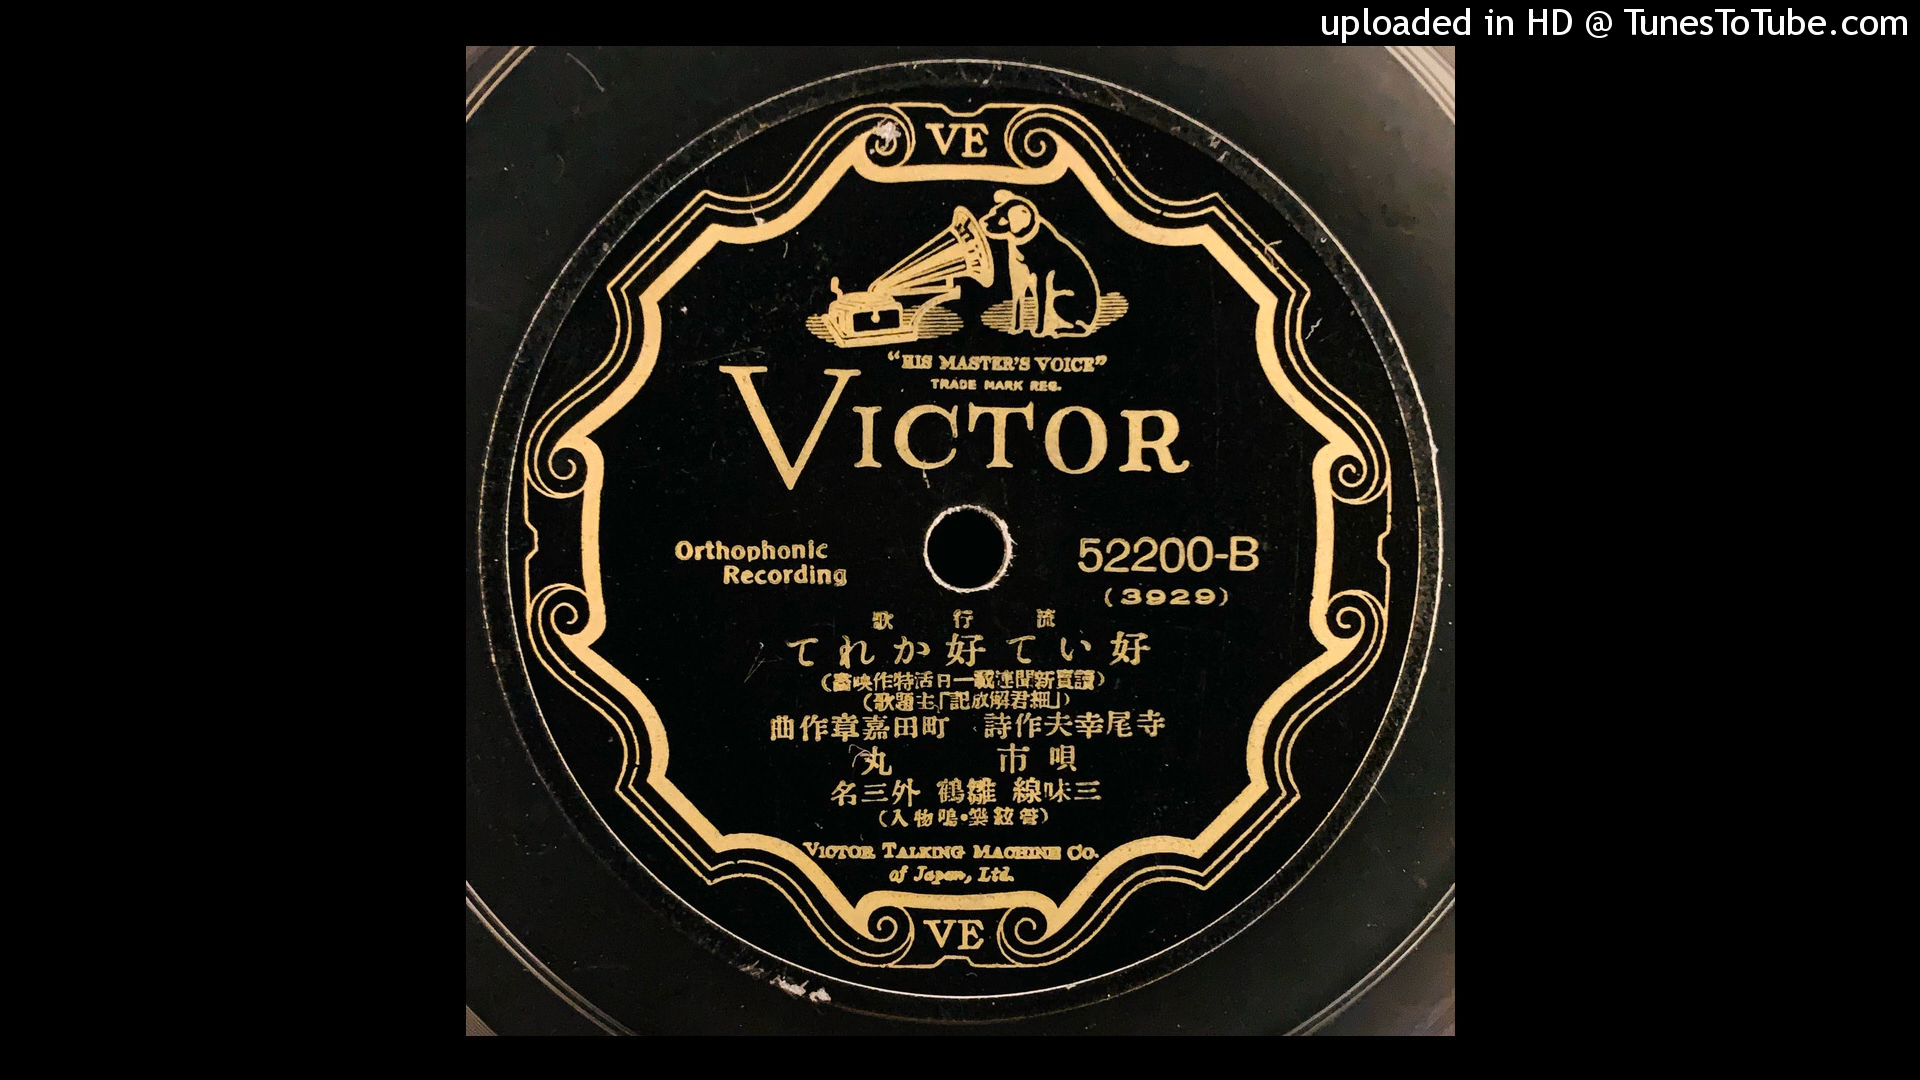 uploaded in HD @ TunesToTube.com
VE
"HIS MASTER'S VOICE"
TRADE MARK REG.
VICTOR
Orthophonic
Recording
52200-B
(3929)
流行歌
好いて好かれて
(讀賣新聞連載—日活特作映畫)
(「細君解放記」主題歌)
寺尾幸夫作詩 町田嘉章作曲
唄 市丸
三味線 雛鶴 外三名
(管絃樂・鳴物入)
VICTOR TALKING MACHINE CO.
of Japan, Ltd.
VE